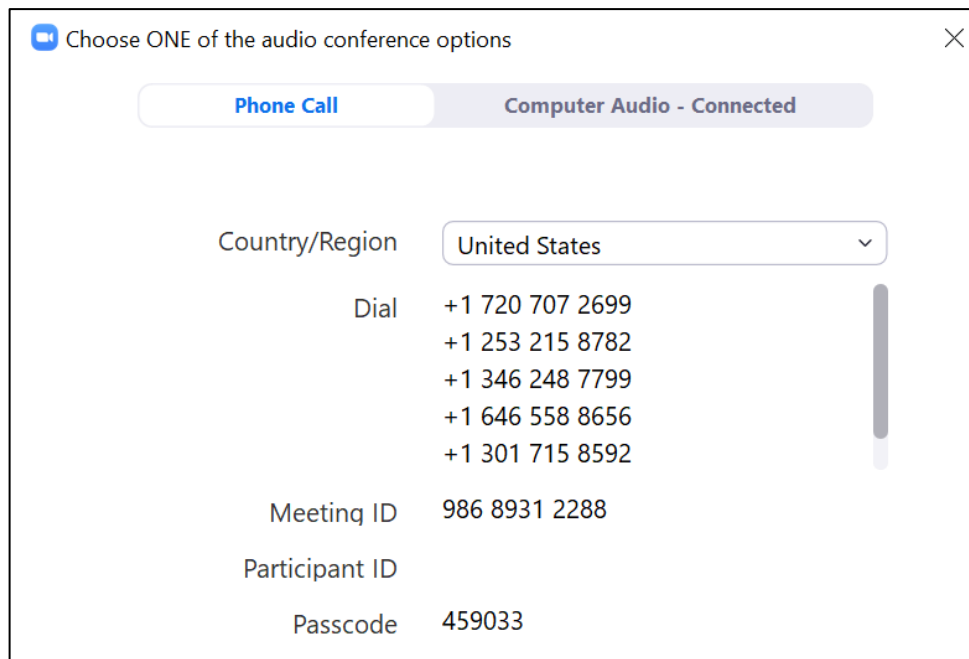 Choose ONE of the audio conference options
Phone Call Computer Audio - Connected
Country/Region United States
Dial +1 720 707 2699
+1 253 215 8782
+1 346 248 7799
+1 646 558 8656
+1 301 715 8592
Meeting ID 986 8931 2288
Participant ID
Passcode 459033